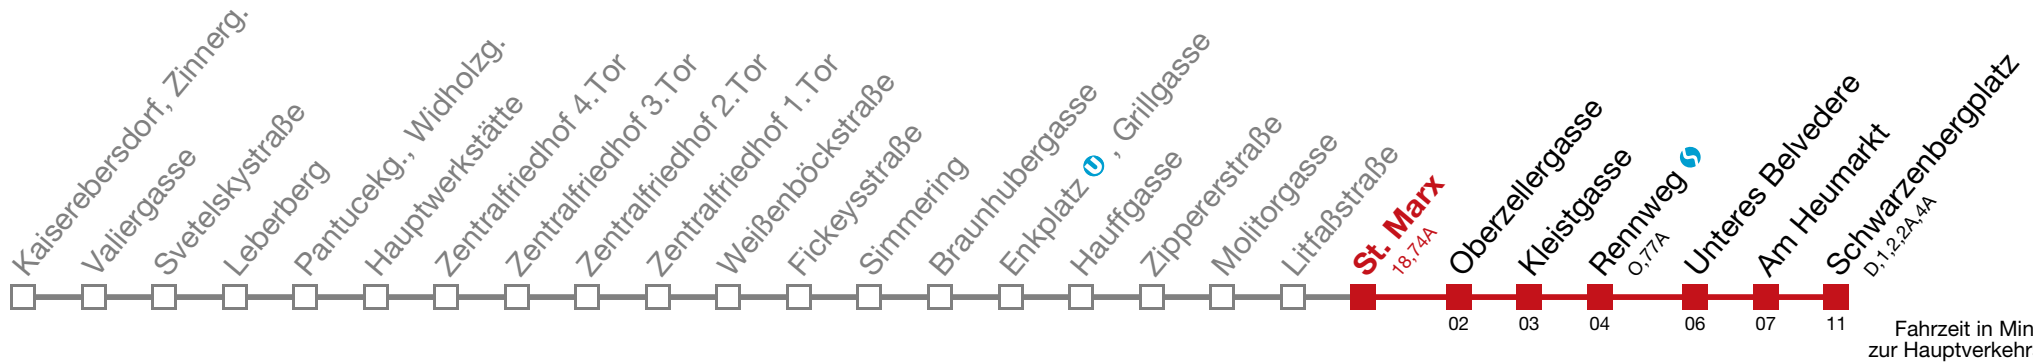 Kaiserebersdorf, Zinnerg.
Valiergasse
Svetelskystraße
Leberberg
Pantucekg., Widholzg.
Hauptwerkstätte
Zentralfriedhof 4.Tor
Zentralfriedhof 3.Tor
Zentralfriedhof 2.Tor
Zentralfriedhof 1.Tor
Weißenböckstraße
Fickeysstraße
Simmering
Braunhubergasse
Enkplatz U , Grillgasse
Hauffgasse
Zippererstraße
Molitorgasse
Litfaßstraße
St. Marx
18,74A
Oberzellergasse
Kleistgasse
Rennweg S
O,77A
Unteres Belvedere
Am Heumarkt
Schwarzenbergplatz
D,1,2,2A,4A
02 03 04 06 07 11
Fahrzeit in Min
zur Hauptverkehr